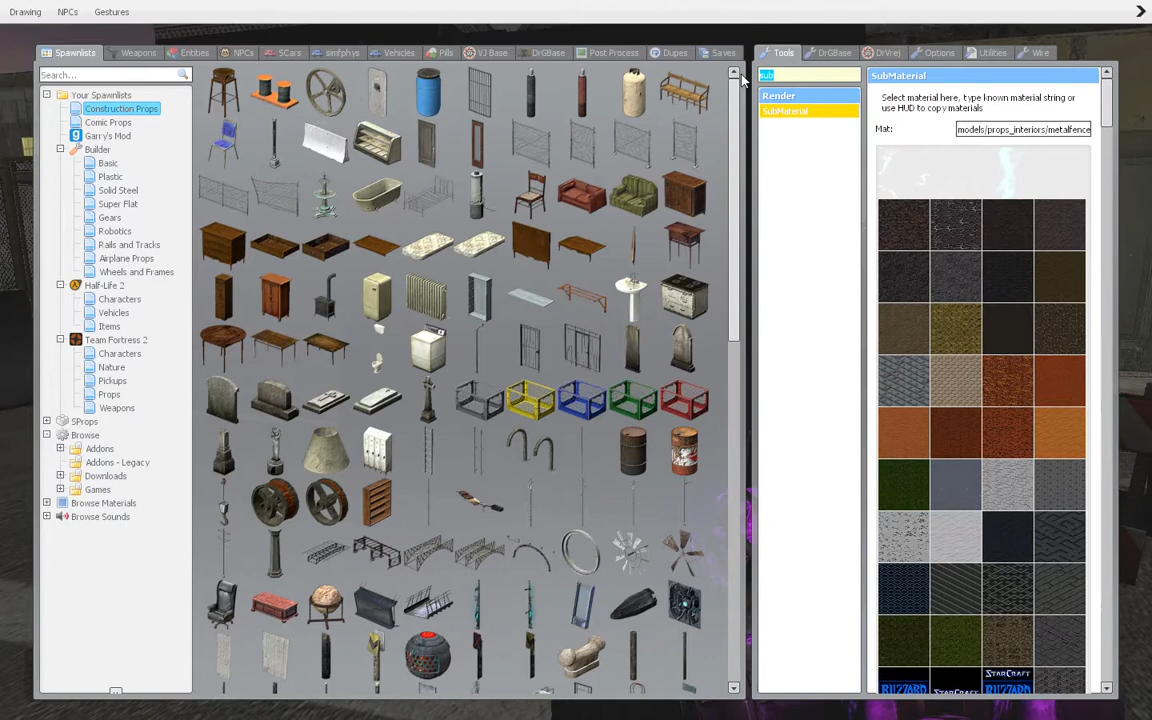 Drawing NPCs Gestures
Spawnlists Weapons Entities NPCs SCars simfphys Vehicles Pills VJ Base DrGBase Post Process Dupes Saves
Search...
Your Spawnlists
Construction Props
Comic Props
Garry's Mod
Builder
Basic
Plastic
Solid Steel
Super Flat
Gears
Robotics
Rails and Tracks
Airplane Props
Wheels and Frames
Half-Life 2
Characters
Vehicles
Items
Team Fortress 2
Characters
Nature
Pickups
Props
Weapons
SProps
Browse
Addons
Addons - Legacy
Downloads
Games
Browse Materials
Browse Sounds
Tools DrGBase DrVrej Options Utilities Wire
sub
Render
SubMaterial
SubMaterial
Select material here, type known material string or
use HUD to copy materials
Mat: models/props_interiors/metalfence
BLIZZARD STARCRAFT STARCRAFT BLIZZARD